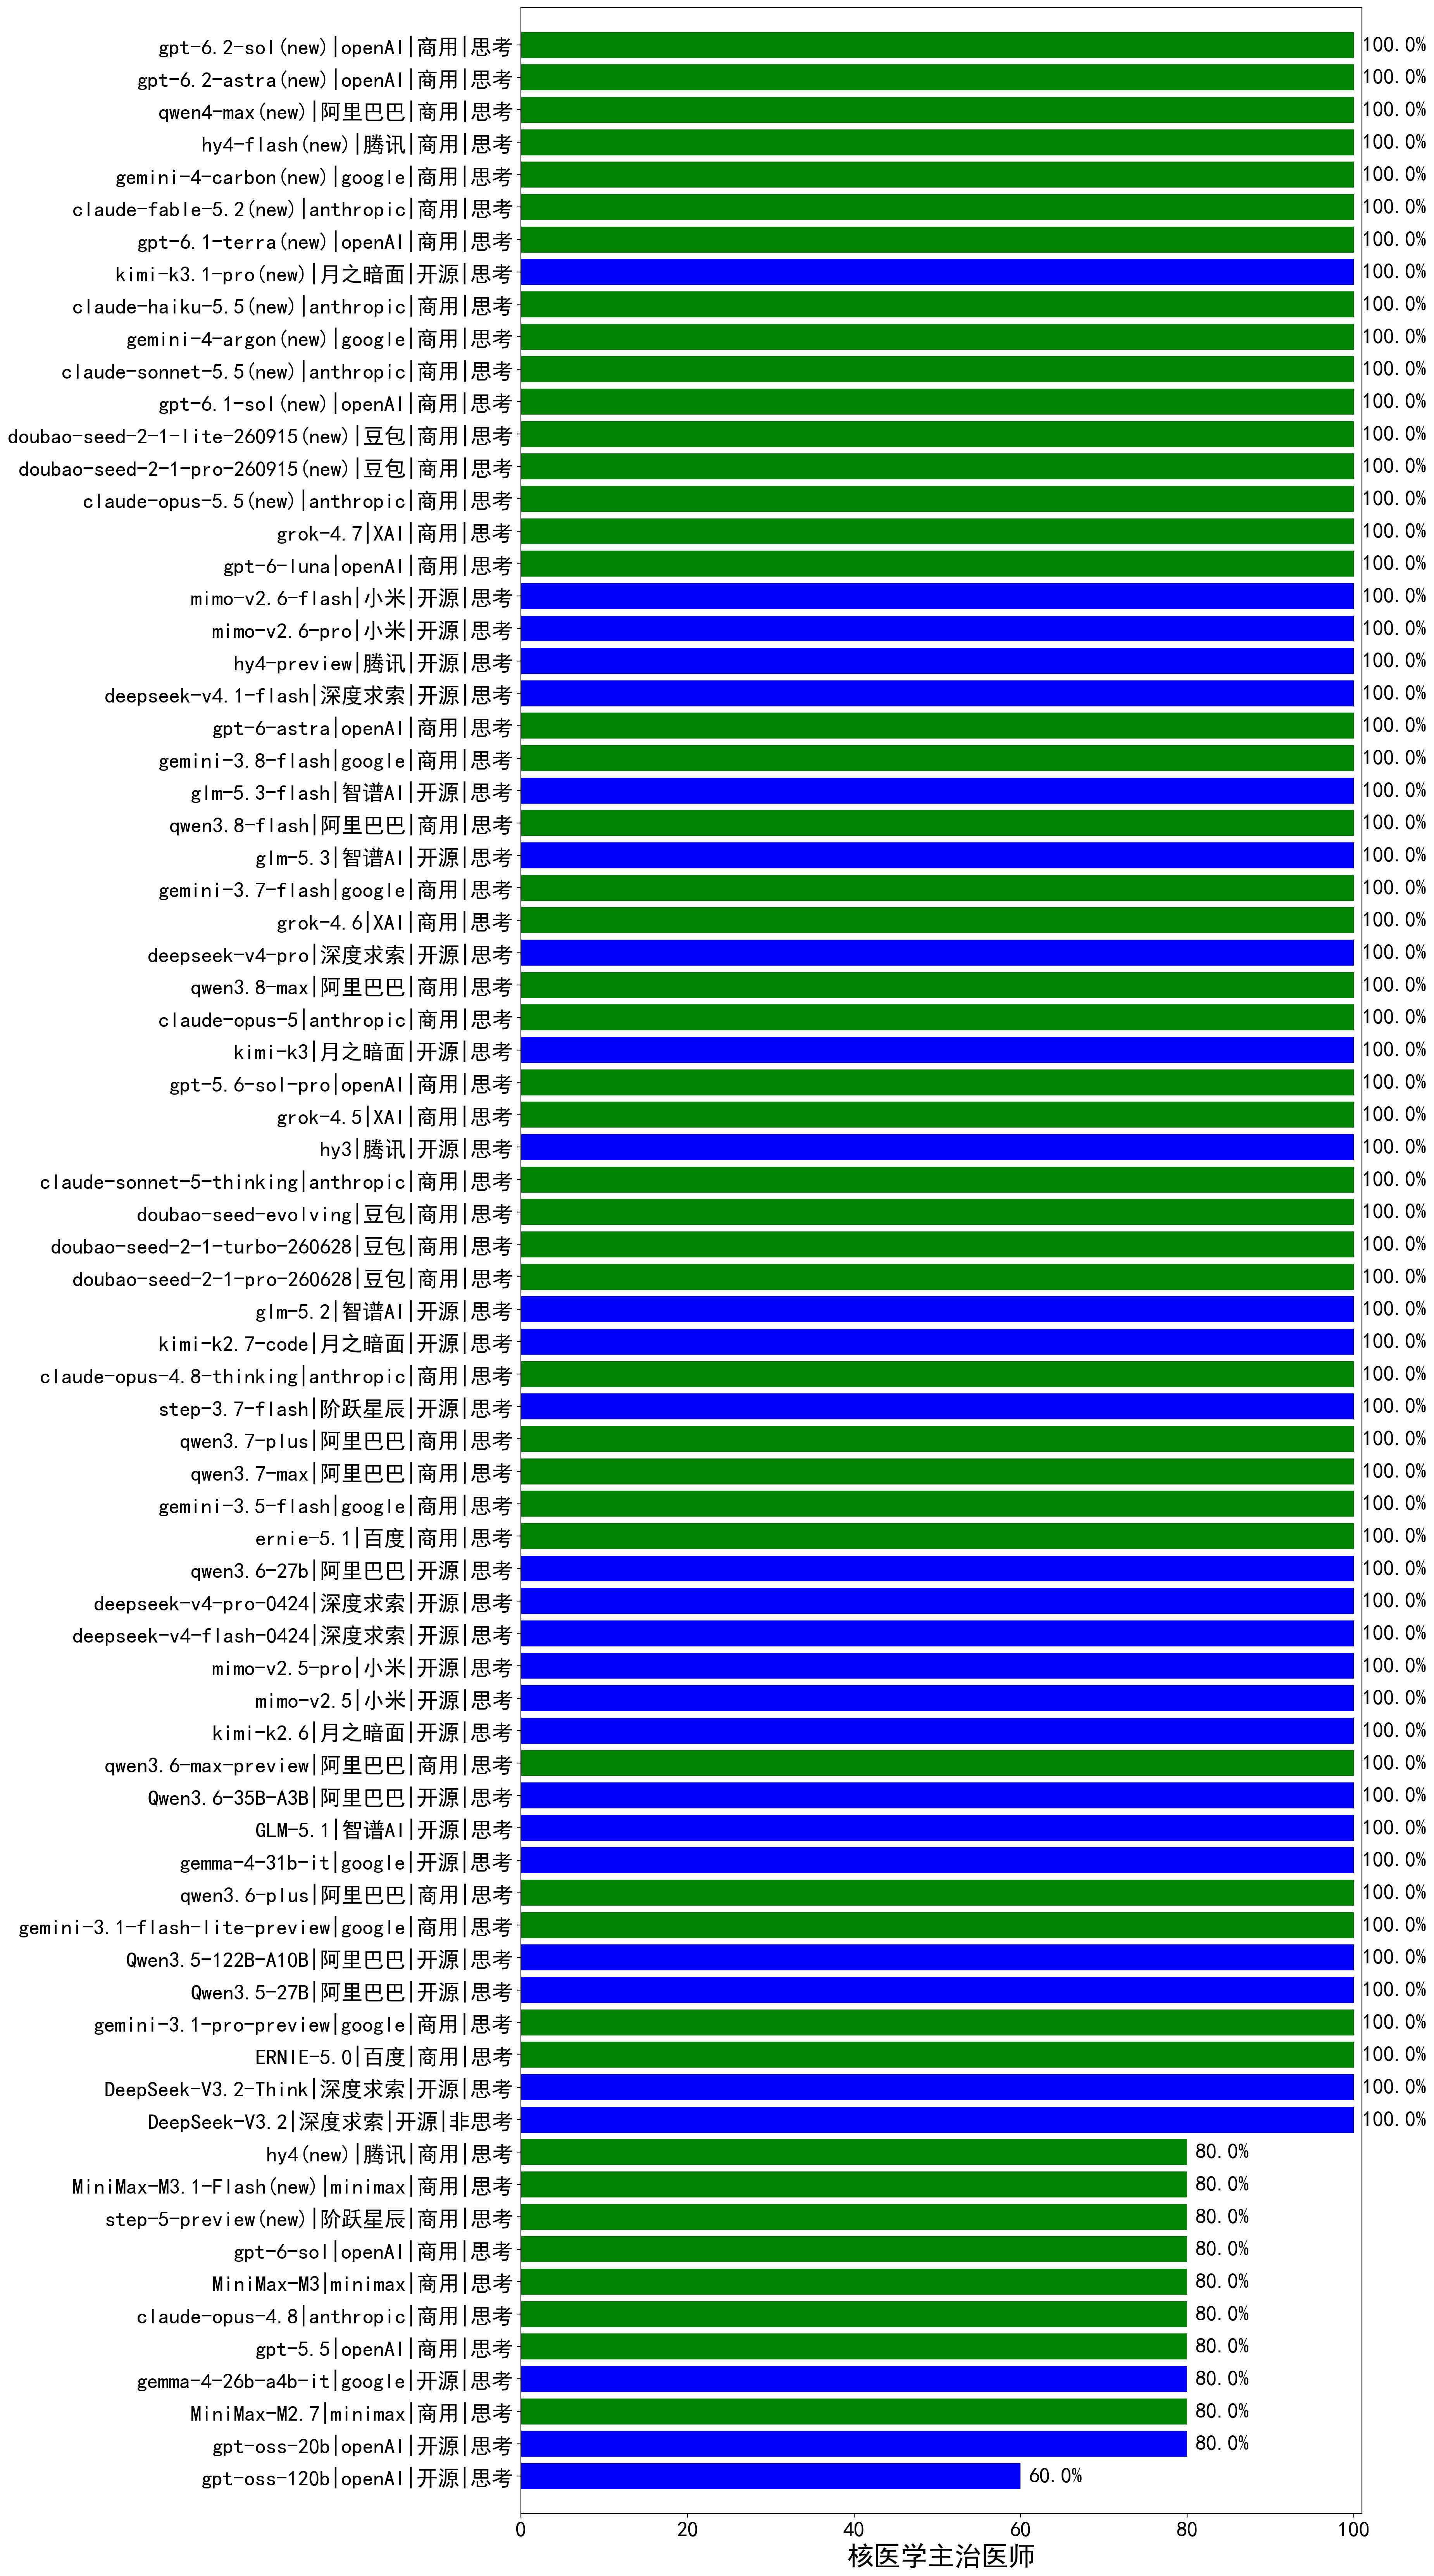 gpt-6.2-sol(new)|openAI|商用|思考 100.0%
gpt-6.2-astra(new)|openAI|商用|思考 100.0%
qwen4-max(new)|阿里巴巴|商用|思考 100.0%
hy4-flash(new)|腾讯|商用|思考 100.0%
gemini-4-carbon(new)|google|商用|思考 100.0%
claude-fable-5.2(new)|anthropic|商用|思考 100.0%
gpt-6.1-terra(new)|openAI|商用|思考 100.0%
kimi-k3.1-pro(new)|月之暗面|开源|思考 100.0%
claude-haiku-5.5(new)|anthropic|商用|思考 100.0%
gemini-4-argon(new)|google|商用|思考 100.0%
claude-sonnet-5.5(new)|anthropic|商用|思考 100.0%
gpt-6.1-sol(new)|openAI|商用|思考 100.0%
doubao-seed-2-1-lite-260915(new)|豆包|商用|思考 100.0%
doubao-seed-2-1-pro-260915(new)|豆包|商用|思考 100.0%
claude-opus-5.5(new)|anthropic|商用|思考 100.0%
grok-4.7|XAI|商用|思考 100.0%
gpt-6-luna|openAI|商用|思考 100.0%
mimo-v2.6-flash|小米|开源|思考 100.0%
mimo-v2.6-pro|小米|开源|思考 100.0%
hy4-preview|腾讯|开源|思考 100.0%
deepseek-v4.1-flash|深度求索|开源|思考 100.0%
gpt-6-astra|openAI|商用|思考 100.0%
gemini-3.8-flash|google|商用|思考 100.0%
glm-5.3-flash|智谱AI|开源|思考 100.0%
qwen3.8-flash|阿里巴巴|商用|思考 100.0%
glm-5.3|智谱AI|开源|思考 100.0%
gemini-3.7-flash|google|商用|思考 100.0%
grok-4.6|XAI|商用|思考 100.0%
deepseek-v4-pro|深度求索|开源|思考 100.0%
qwen3.8-max|阿里巴巴|商用|思考 100.0%
claude-opus-5|anthropic|商用|思考 100.0%
kimi-k3|月之暗面|开源|思考 100.0%
gpt-5.6-sol-pro|openAI|商用|思考 100.0%
grok-4.5|XAI|商用|思考 100.0%
hy3|腾讯|开源|思考 100.0%
claude-sonnet-5-thinking|anthropic|商用|思考 100.0%
doubao-seed-evolving|豆包|商用|思考 100.0%
doubao-seed-2-1-turbo-260628|豆包|商用|思考 100.0%
doubao-seed-2-1-pro-260628|豆包|商用|思考 100.0%
glm-5.2|智谱AI|开源|思考 100.0%
kimi-k2.7-code|月之暗面|开源|思考 100.0%
claude-opus-4.8-thinking|anthropic|商用|思考 100.0%
step-3.7-flash|阶跃星辰|开源|思考 100.0%
qwen3.7-plus|阿里巴巴|商用|思考 100.0%
qwen3.7-max|阿里巴巴|商用|思考 100.0%
gemini-3.5-flash|google|商用|思考 100.0%
ernie-5.1|百度|商用|思考 100.0%
qwen3.6-27b|阿里巴巴|开源|思考 100.0%
deepseek-v4-pro-0424|深度求索|开源|思考 100.0%
deepseek-v4-flash-0424|深度求索|开源|思考 100.0%
mimo-v2.5-pro|小米|开源|思考 100.0%
mimo-v2.5|小米|开源|思考 100.0%
kimi-k2.6|月之暗面|开源|思考 100.0%
qwen3.6-max-preview|阿里巴巴|商用|思考 100.0%
Qwen3.6-35B-A3B|阿里巴巴|开源|思考 100.0%
GLM-5.1|智谱AI|开源|思考 100.0%
gemma-4-31b-it|google|开源|思考 100.0%
qwen3.6-plus|阿里巴巴|商用|思考 100.0%
gemini-3.1-flash-lite-preview|google|商用|思考 100.0%
Qwen3.5-122B-A10B|阿里巴巴|开源|思考 100.0%
Qwen3.5-27B|阿里巴巴|开源|思考 100.0%
gemini-3.1-pro-preview|google|商用|思考 100.0%
ERNIE-5.0|百度|商用|思考 100.0%
DeepSeek-V3.2-Think|深度求索|开源|思考 100.0%
DeepSeek-V3.2|深度求索|开源|非思考 100.0%
hy4(new)|腾讯|商用|思考 80.0%
MiniMax-M3.1-Flash(new)|minimax|商用|思考 80.0%
step-5-preview(new)|阶跃星辰|商用|思考 80.0%
gpt-6-sol|openAI|商用|思考 80.0%
MiniMax-M3|minimax|商用|思考 80.0%
claude-opus-4.8|anthropic|商用|思考 80.0%
gpt-5.5|openAI|商用|思考 80.0%
gemma-4-26b-a4b-it|google|开源|思考 80.0%
MiniMax-M2.7|minimax|商用|思考 80.0%
gpt-oss-20b|openAI|开源|思考 80.0%
gpt-oss-120b|openAI|开源|思考 60.0%
0 20 40 60 80 100
核医学主治医师